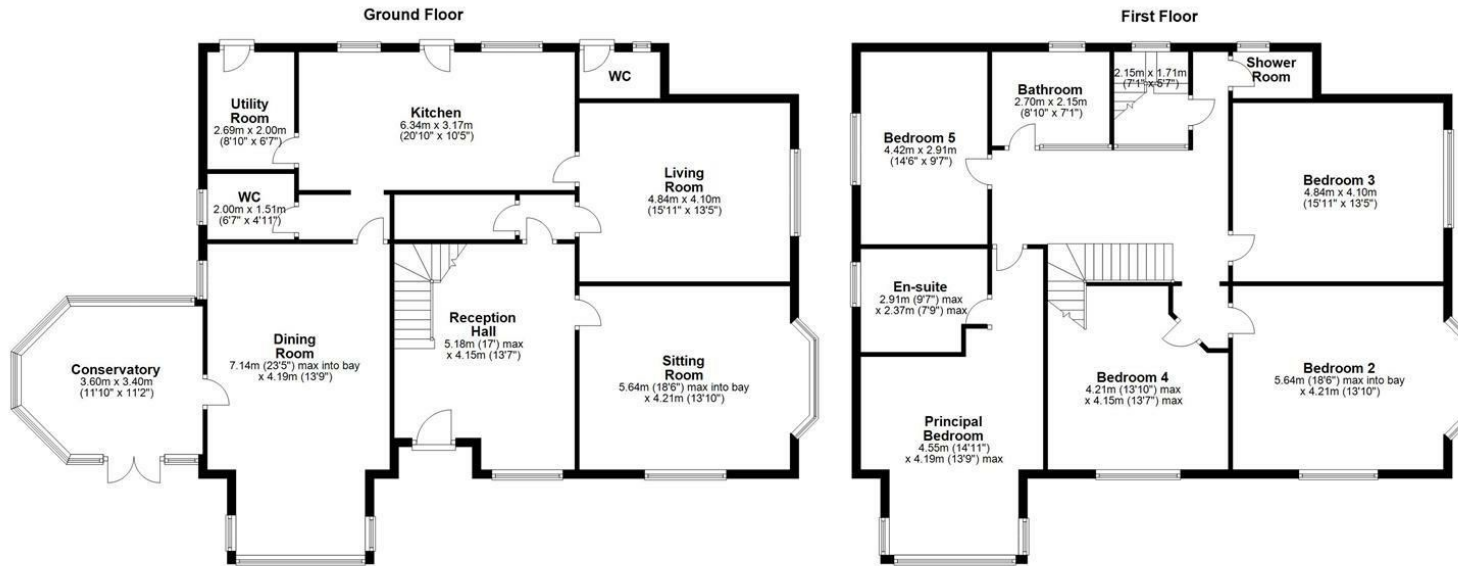 Ground Floor
Utility
Room
2.69m x 2.00m
(8'10" x 6'7")
Kitchen
6.34m x 3.17m
(20'10" x 10'5")
WC
WC
2.00m x 1.51m
(6'7" x 4'11")
Living
Room
4.84m x 4.10m
(15'11" x 13'5")
Conservatory
3.60m x 3.40m
(11'10" x 11'2")
Dining
Room
7.14m (23'5") max into bay
x 4.19m (13'9")
Reception
Hall
5.18m (17') max
x 4.15m (13'7")
Sitting
Room
5.64m (18'6") max into bay
x 4.21m (13'10")
First Floor
Bedroom 5
4.42m x 2.91m
(14'6" x 9'7")
Bathroom
2.70m x 2.15m
(8'10" x 7'1")
2.15m x 1.71m
(7'1" x 5'7")
Shower
Room
Bedroom 3
4.84m x 4.10m
(15'11" x 13'5")
En-suite
2.91m (9'7") max
x 2.37m (7'9") max
Principal
Bedroom
4.55m (14'11")
x 4.19m (13'9") max
Bedroom 4
4.21m (13'10") max
x 4.15m (13'7") max
Bedroom 2
5.64m (18'6") max into bay
x 4.21m (13'10")